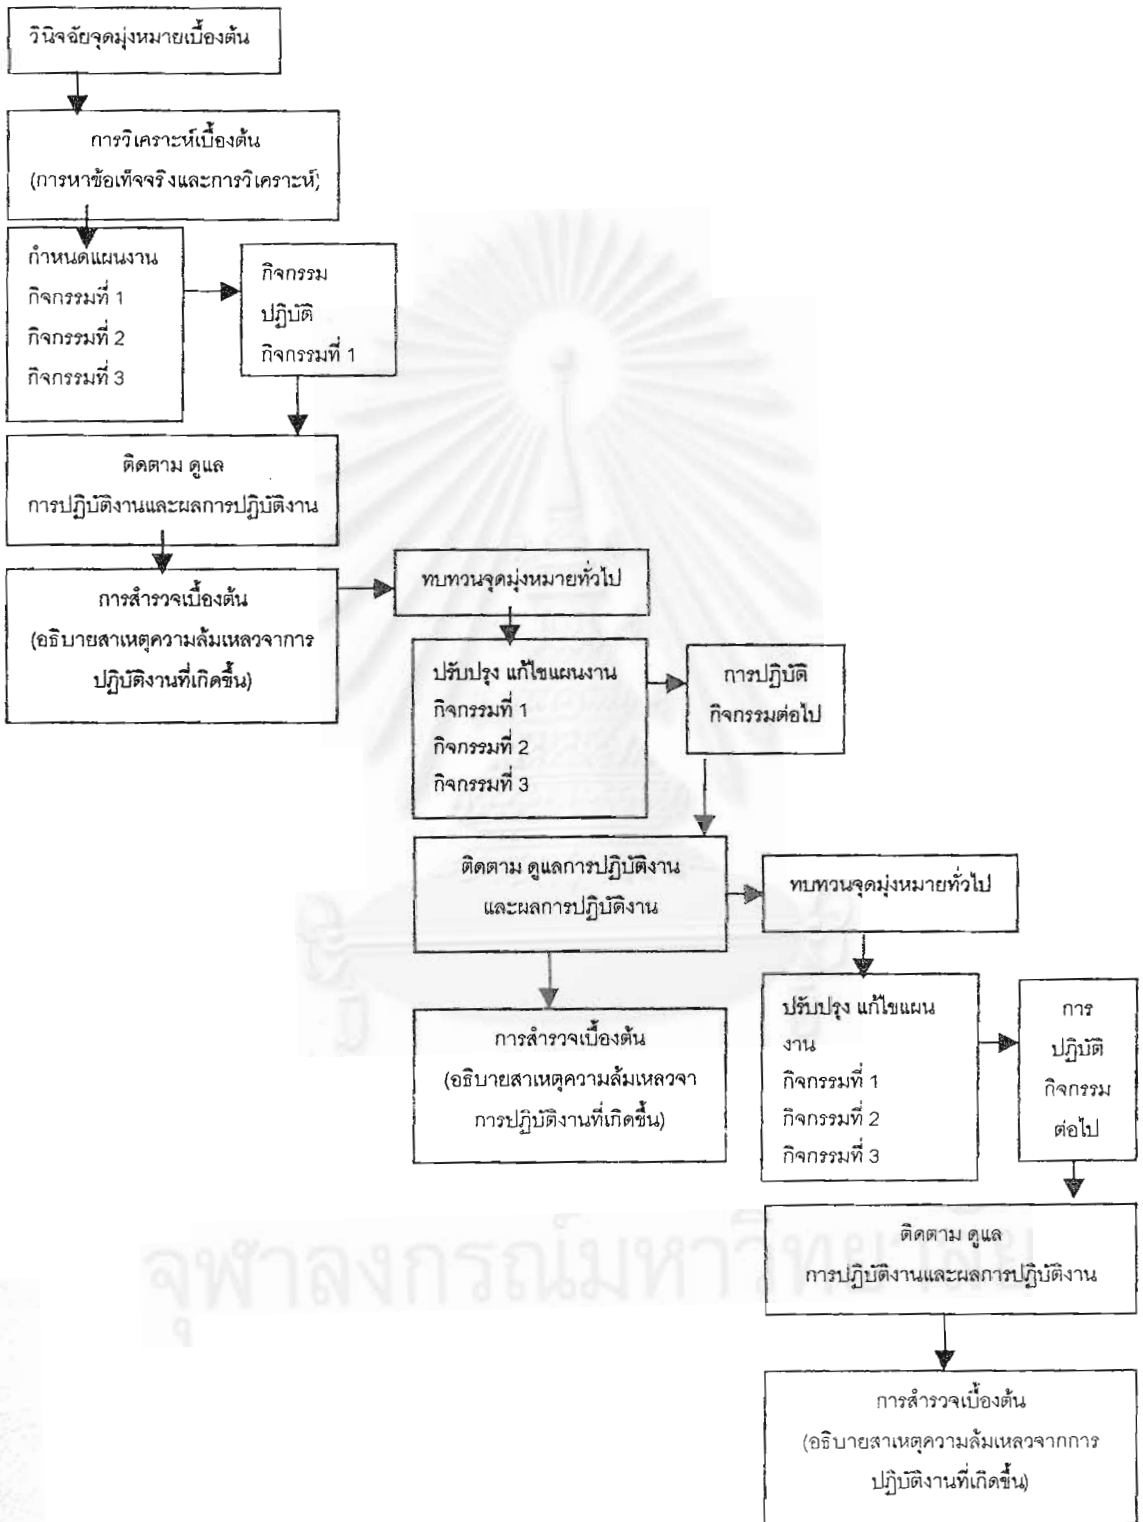 วินิจฉัยจุดมุ่งหมายเบื้องต้น
การวิเคราะห์เบื้องต้น
(การหาข้อเท็จจริงและการวิเคราะห์)
กำหนดแผนงาน
กิจกรรมที่ 1
กิจกรรมที่ 2
กิจกรรมที่ 3
กิจกรรม
ปฏิบัติ
กิจกรรมที่ 1
ติดตาม ดูแล
การปฏิบัติงานและผลการปฏิบัติงาน
การสำรวจเบื้องต้น
(อธิบายสาเหตุความล้มเหลวจาการ
ปฏิบัติงานที่เกิดขึ้น)
ทบทวนจุดมุ่งหมายทั่วไป
ปรับปรุง แก้ไขแผนงาน
กิจกรรมที่ 1
กิจกรรมที่ 2
กิจกรรมที่ 3
การปฏิบัติ
กิจกรรมต่อไป
ติดตาม ดูแลการปฏิบัติงาน
และผลการปฏิบัติงาน
การสำรวจเบื้องต้น
(อธิบายสาเหตุความล้มเหลวจา
การปฏิบัติงานที่เกิดขึ้น)
ทบทวนจุดมุ่งหมายทั่วไป
ปรับปรุง แก้ไขแผน
งาน
กิจกรรมที่ 1
กิจกรรมที่ 2
กิจกรรมที่ 3
การ
ปฏิบัติ
กิจกรรม
ต่อไป
ติดตาม ดูแล
การปฏิบัติงานและผลการปฏิบัติงาน
การสำรวจเบื้องต้น
(อธิบายสาเหตุความล้มเหลวจากการ
ปฏิบัติงานที่เกิดขึ้น)
จุฬาลงกรณ์มหาวิทยาลัย